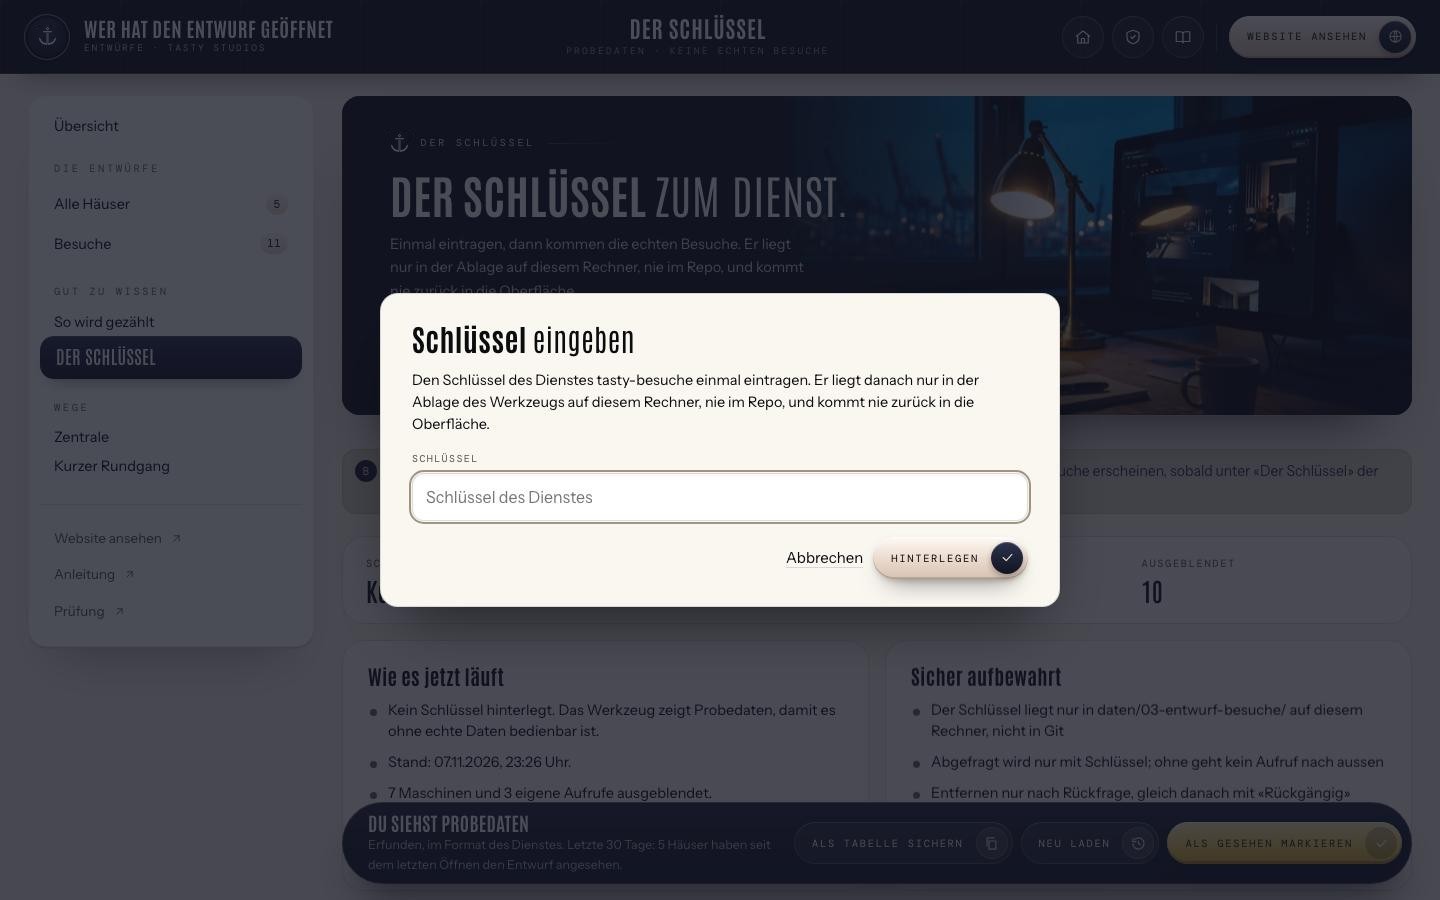 WER HAT DEN ENTWURF GEÖFFNET
ENTWÜRFE · TASTY STUDIOS
DER SCHLÜSSEL
PROBEDATEN · KEINE ECHTEN BESUCHE
WEBSITE ANSEHEN
Übersicht
DIE ENTWÜRFE
Alle Häuser 5
Besuche 11
GUT ZU WISSEN
So wird gezählt
DER SCHLÜSSEL
WEGE
Zentrale
Kurzer Rundgang
Website ansehen
Anleitung
Prüfung
DER SCHLÜSSEL
DER SCHLÜSSEL ZUM DIENST.
Einmal eintragen, dann kommen die echten Besuche. Er liegt
nur in der Ablage auf diesem Rechner, nie im Repo, und kommt
nie zurück in die Oberfläche.
Schlüssel eingeben
Den Schlüssel des Dienstes tasty-besuche einmal eintragen. Er liegt danach nur in der
Ablage des Werkzeugs auf diesem Rechner, nie im Repo, und kommt nie zurück in die
Oberfläche.
SCHLÜSSEL
Schlüssel des Dienstes
Abbrechen
HINTERLEGEN
erscheinen, sobald unter «Der Schlüssel» der
AUSGEBLENDET
10
Wie es jetzt läuft
Kein Schlüssel hinterlegt. Das Werkzeug zeigt Probedaten, damit es
ohne echte Daten bedienbar ist.
Stand: 07.11.2026, 23:26 Uhr.
7 Maschinen und 3 eigene Aufrufe ausgeblendet.
Sicher aufbewahrt
Der Schlüssel liegt nur in daten/03-entwurf-besuche/ auf diesem
Rechner, nicht in Git
Abgefragt wird nur mit Schlüssel; ohne geht kein Aufruf nach aussen
Entfernen nur nach Rückfrage, gleich danach mit «Rückgängig»
DU SIEHST PROBEDATEN
Erfunden, im Format des Dienstes. Letzte 30 Tage: 5 Häuser haben seit
dem letzten Öffnen den Entwurf angesehen.
ALS TABELLE SICHERN
NEU LADEN
ALS GESEHEN MARKIEREN